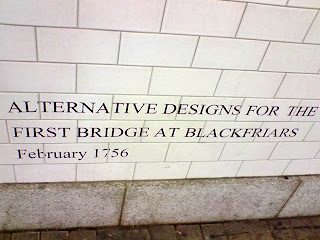 ALTERNATIVE DESIGNS FOR THE
FIRST BRIDGE AT BLACKFRIARS
February 1756